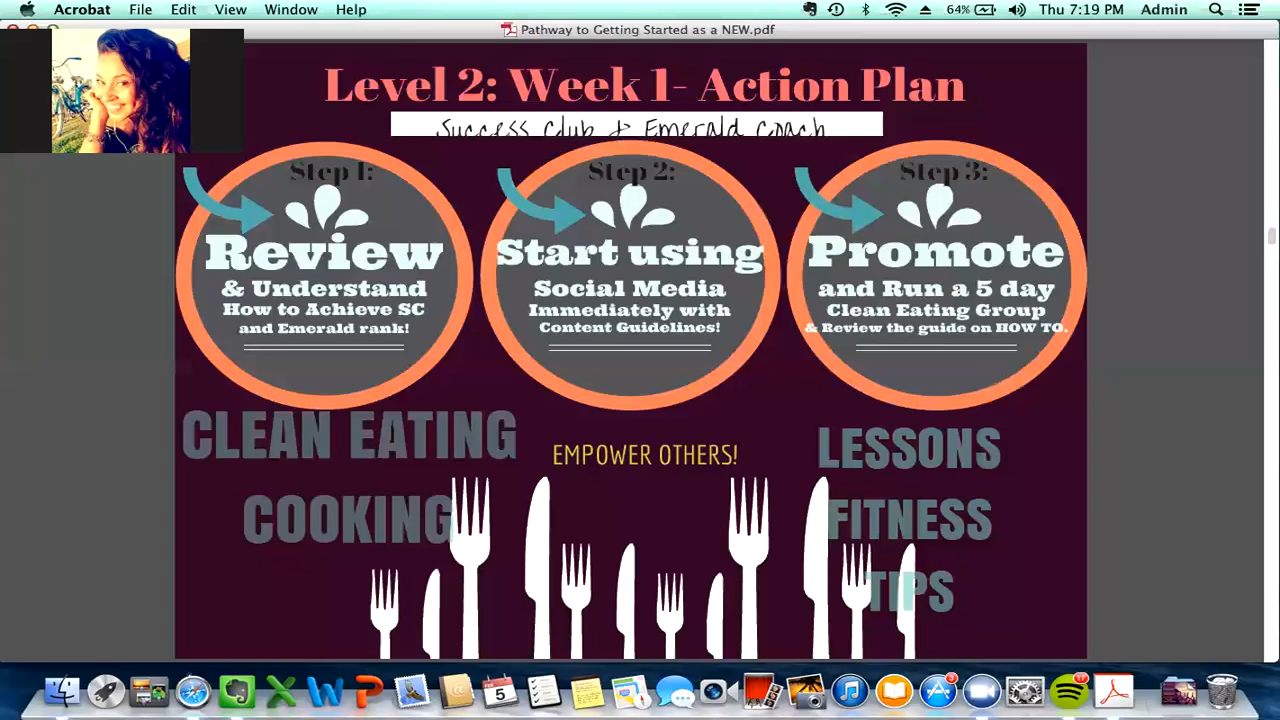 Acrobat File Edit View Window Help 64% Thu 7:19 PM Admin
Pathway to Getting Started as a NEW.pdf
Level 2: Week 1- Action Plan
Success Club & Emerald Coach
Step 1:
Review
& Understand
How to Achieve SC
and Emerald rank!
Step 2:
Start using
Social Media
Immediately with
Content Guidelines!
Step 3:
Promote
and Run a 5 day
Clean Eating Group
& Review the guide on HOW TO.
CLEAN EATING
COOKING
EMPOWER OTHERS!
LESSONS
FITNESS
TIPS
FEB
5
3
17